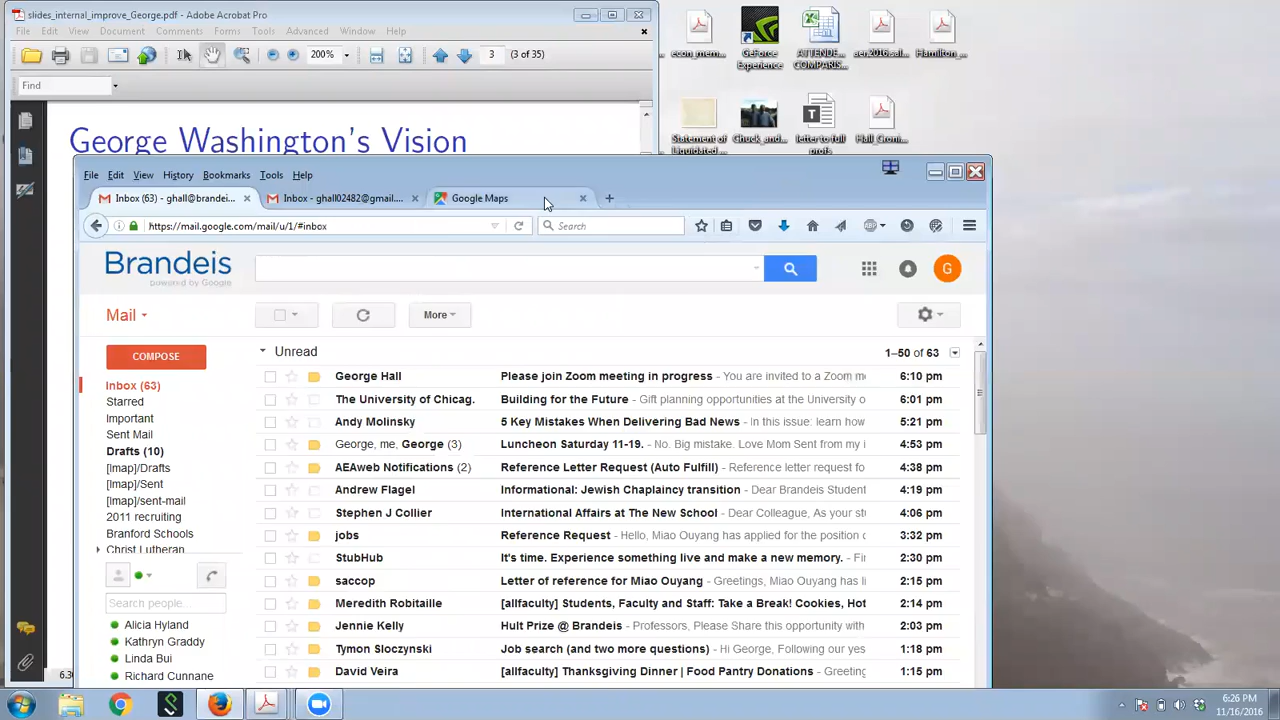 slides_internal_improve_George.pdf - Adobe Acrobat Pro
File Edit View Document Comments Forms Tools Advanced Window Help
200% 3 (3 of 35)
Find
George Washington's Vision
GeForce Experience
ATTENDE COMPARIS...
Hamilton_...
Statement of Liquidated
Chuck_and...
letter to full profs
Hall_Croni...
File Edit View History Bookmarks Tools Help
Inbox (63) - ghall@brandei...
Inbox - ghall02482@gmail....
Google Maps
https://mail.google.com/mail/u/1/#inbox
Search
Brandeis
powered by Google
G
Mail
More
COMPOSE
Unread 1–50 of 63
Inbox (63)
Starred
Important
Sent Mail
Drafts (10)
[Imap]/Drafts
[Imap]/Sent
[Imap]/sent-mail
2011 recruiting
Branford Schools
Christ Lutheran
Search people...
Alicia Hyland
Kathryn Graddy
Linda Bui
Richard Cunnane
George Hall Please join Zoom meeting in progress - You are invited to a Zoom m
The University of Chicag. Building for the Future - Gift planning opportunities at the University o
Andy Molinsky 5 Key Mistakes When Delivering Bad News - In this issue: learn how
George, me, George (3) Luncheon Saturday 11-19. - No. Big mistake. Love Mom Sent from my i
AEAweb Notifications (2) Reference Letter Request (Auto Fulfill) - Reference letter request fo
Andrew Flagel Informational: Jewish Chaplaincy transition - Dear Brandeis Student
Stephen J Collier International Affairs at The New School - Dear Colleague, As your st
jobs Reference Request - Hello, Miao Ouyang has applied for the position o
StubHub It's time. Experience something live and make a new memory. - Fi
saccop Letter of reference for Miao Ouyang - Greetings, Miao Ouyang has li
Meredith Robitaille [allfaculty] Students, Faculty and Staff: Take a Break! Cookies, Hot
Jennie Kelly Hult Prize @ Brandeis - Professors, Please Share this opportunity with
Tymon Sloczynski Job search (and two more questions) - Hi George, Following our yes
David Veira [allfaculty] Thanksgiving Dinner | Food Pantry Donations - Greetings
6:10 pm
6:01 pm
5:21 pm
4:53 pm
4:38 pm
4:19 pm
4:06 pm
3:32 pm
2:30 pm
2:15 pm
2:14 pm
2:03 pm
1:18 pm
1:15 pm
6:26 PM
11/16/2016